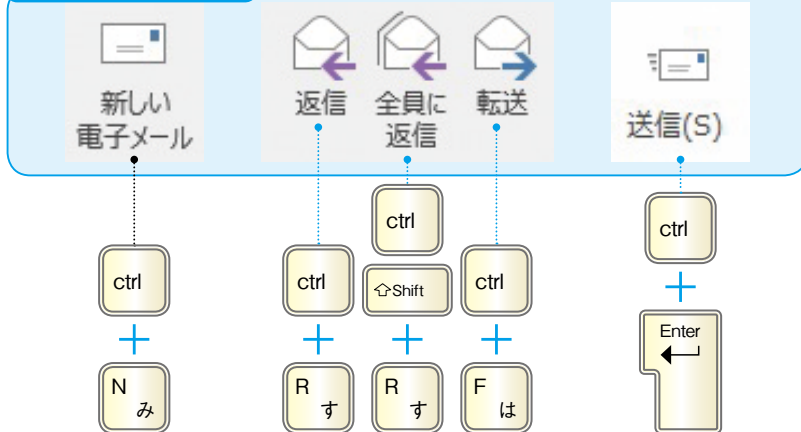 新しい
電子メール
返信
全員に
返信
転送
送信(S)
ctrl
+
N
み
ctrl
+
R
す
ctrl
⇧Shift
+
R
す
ctrl
+
F
は
ctrl
+
Enter